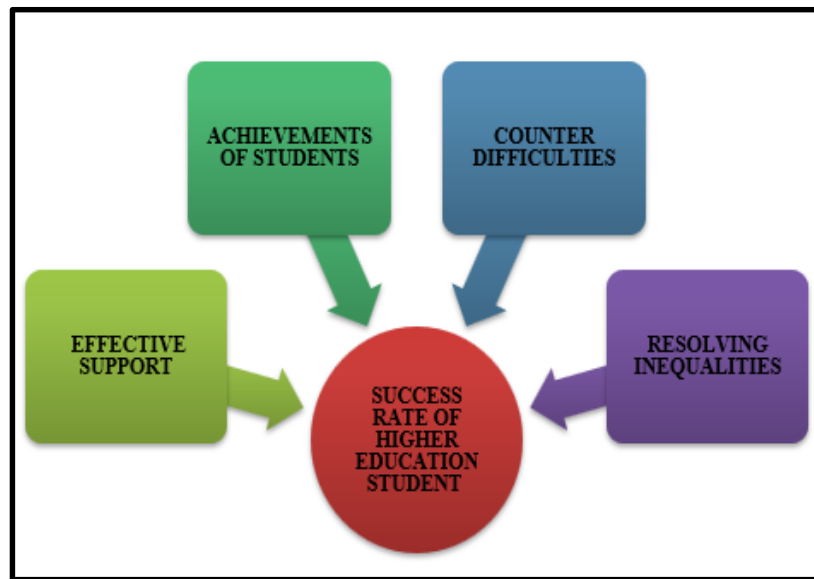 ACHIEVEMENTS
OF STUDENTS
COUNTER
DIFFICULTIES
EFFECTIVE
SUPPORT
RESOLVING
INEQUALITIES
SUCCESS
RATE OF
HIGHER
EDUCATION
STUDENT